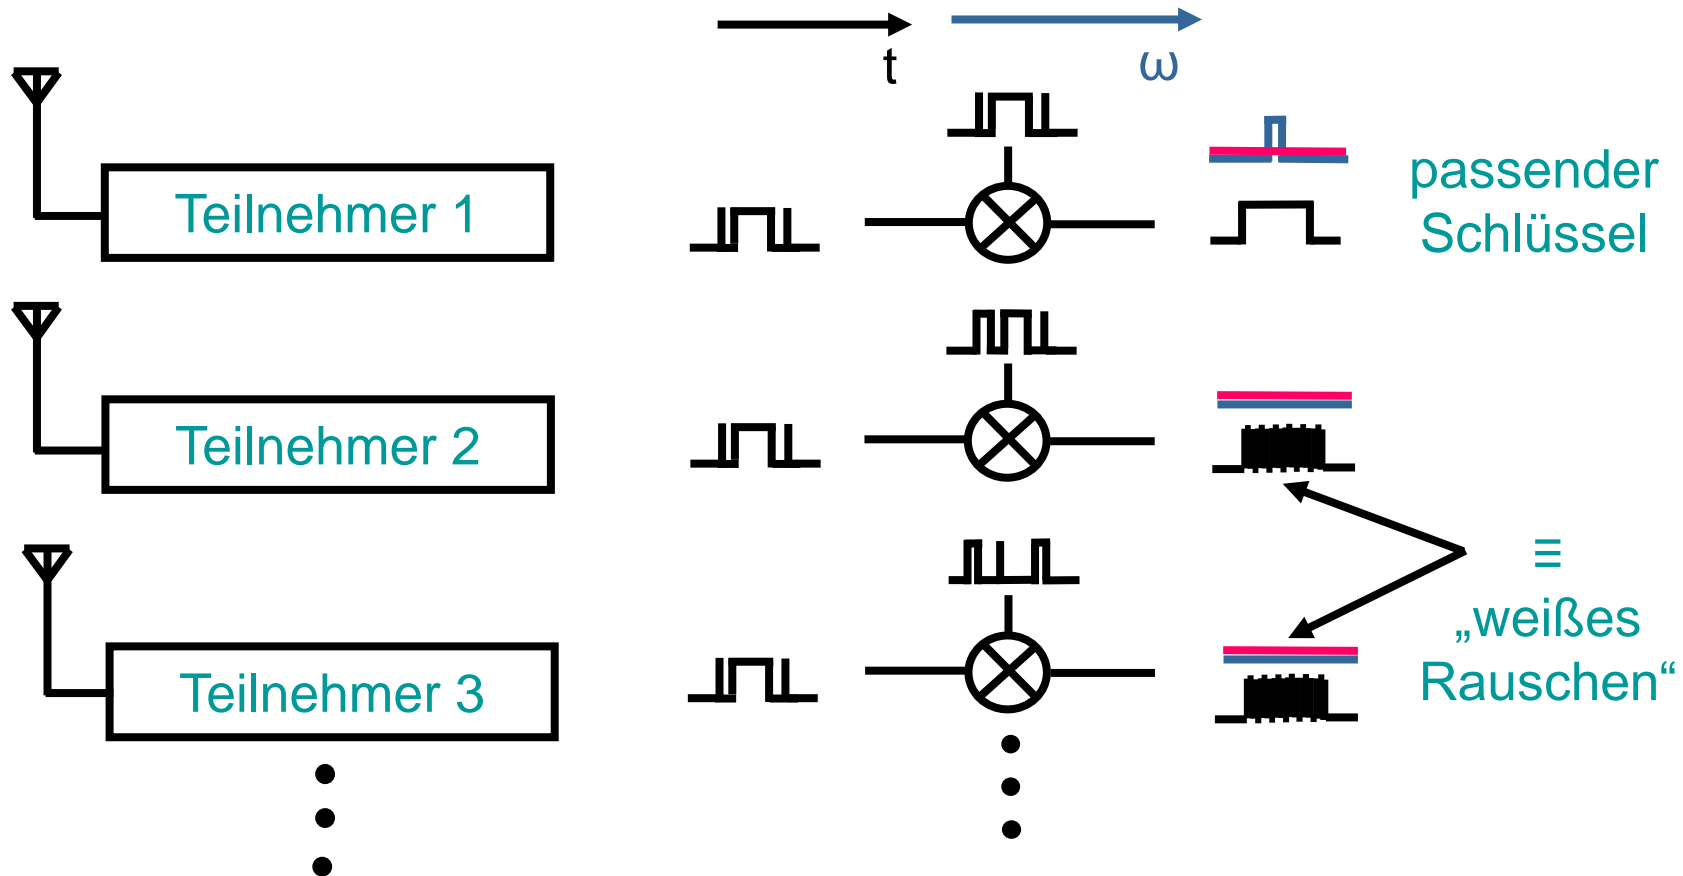 t
ω
Teilnehmer 1
passender
Schlüssel
Teilnehmer 2
Teilnehmer 3
≡
„weißes
Rauschen“